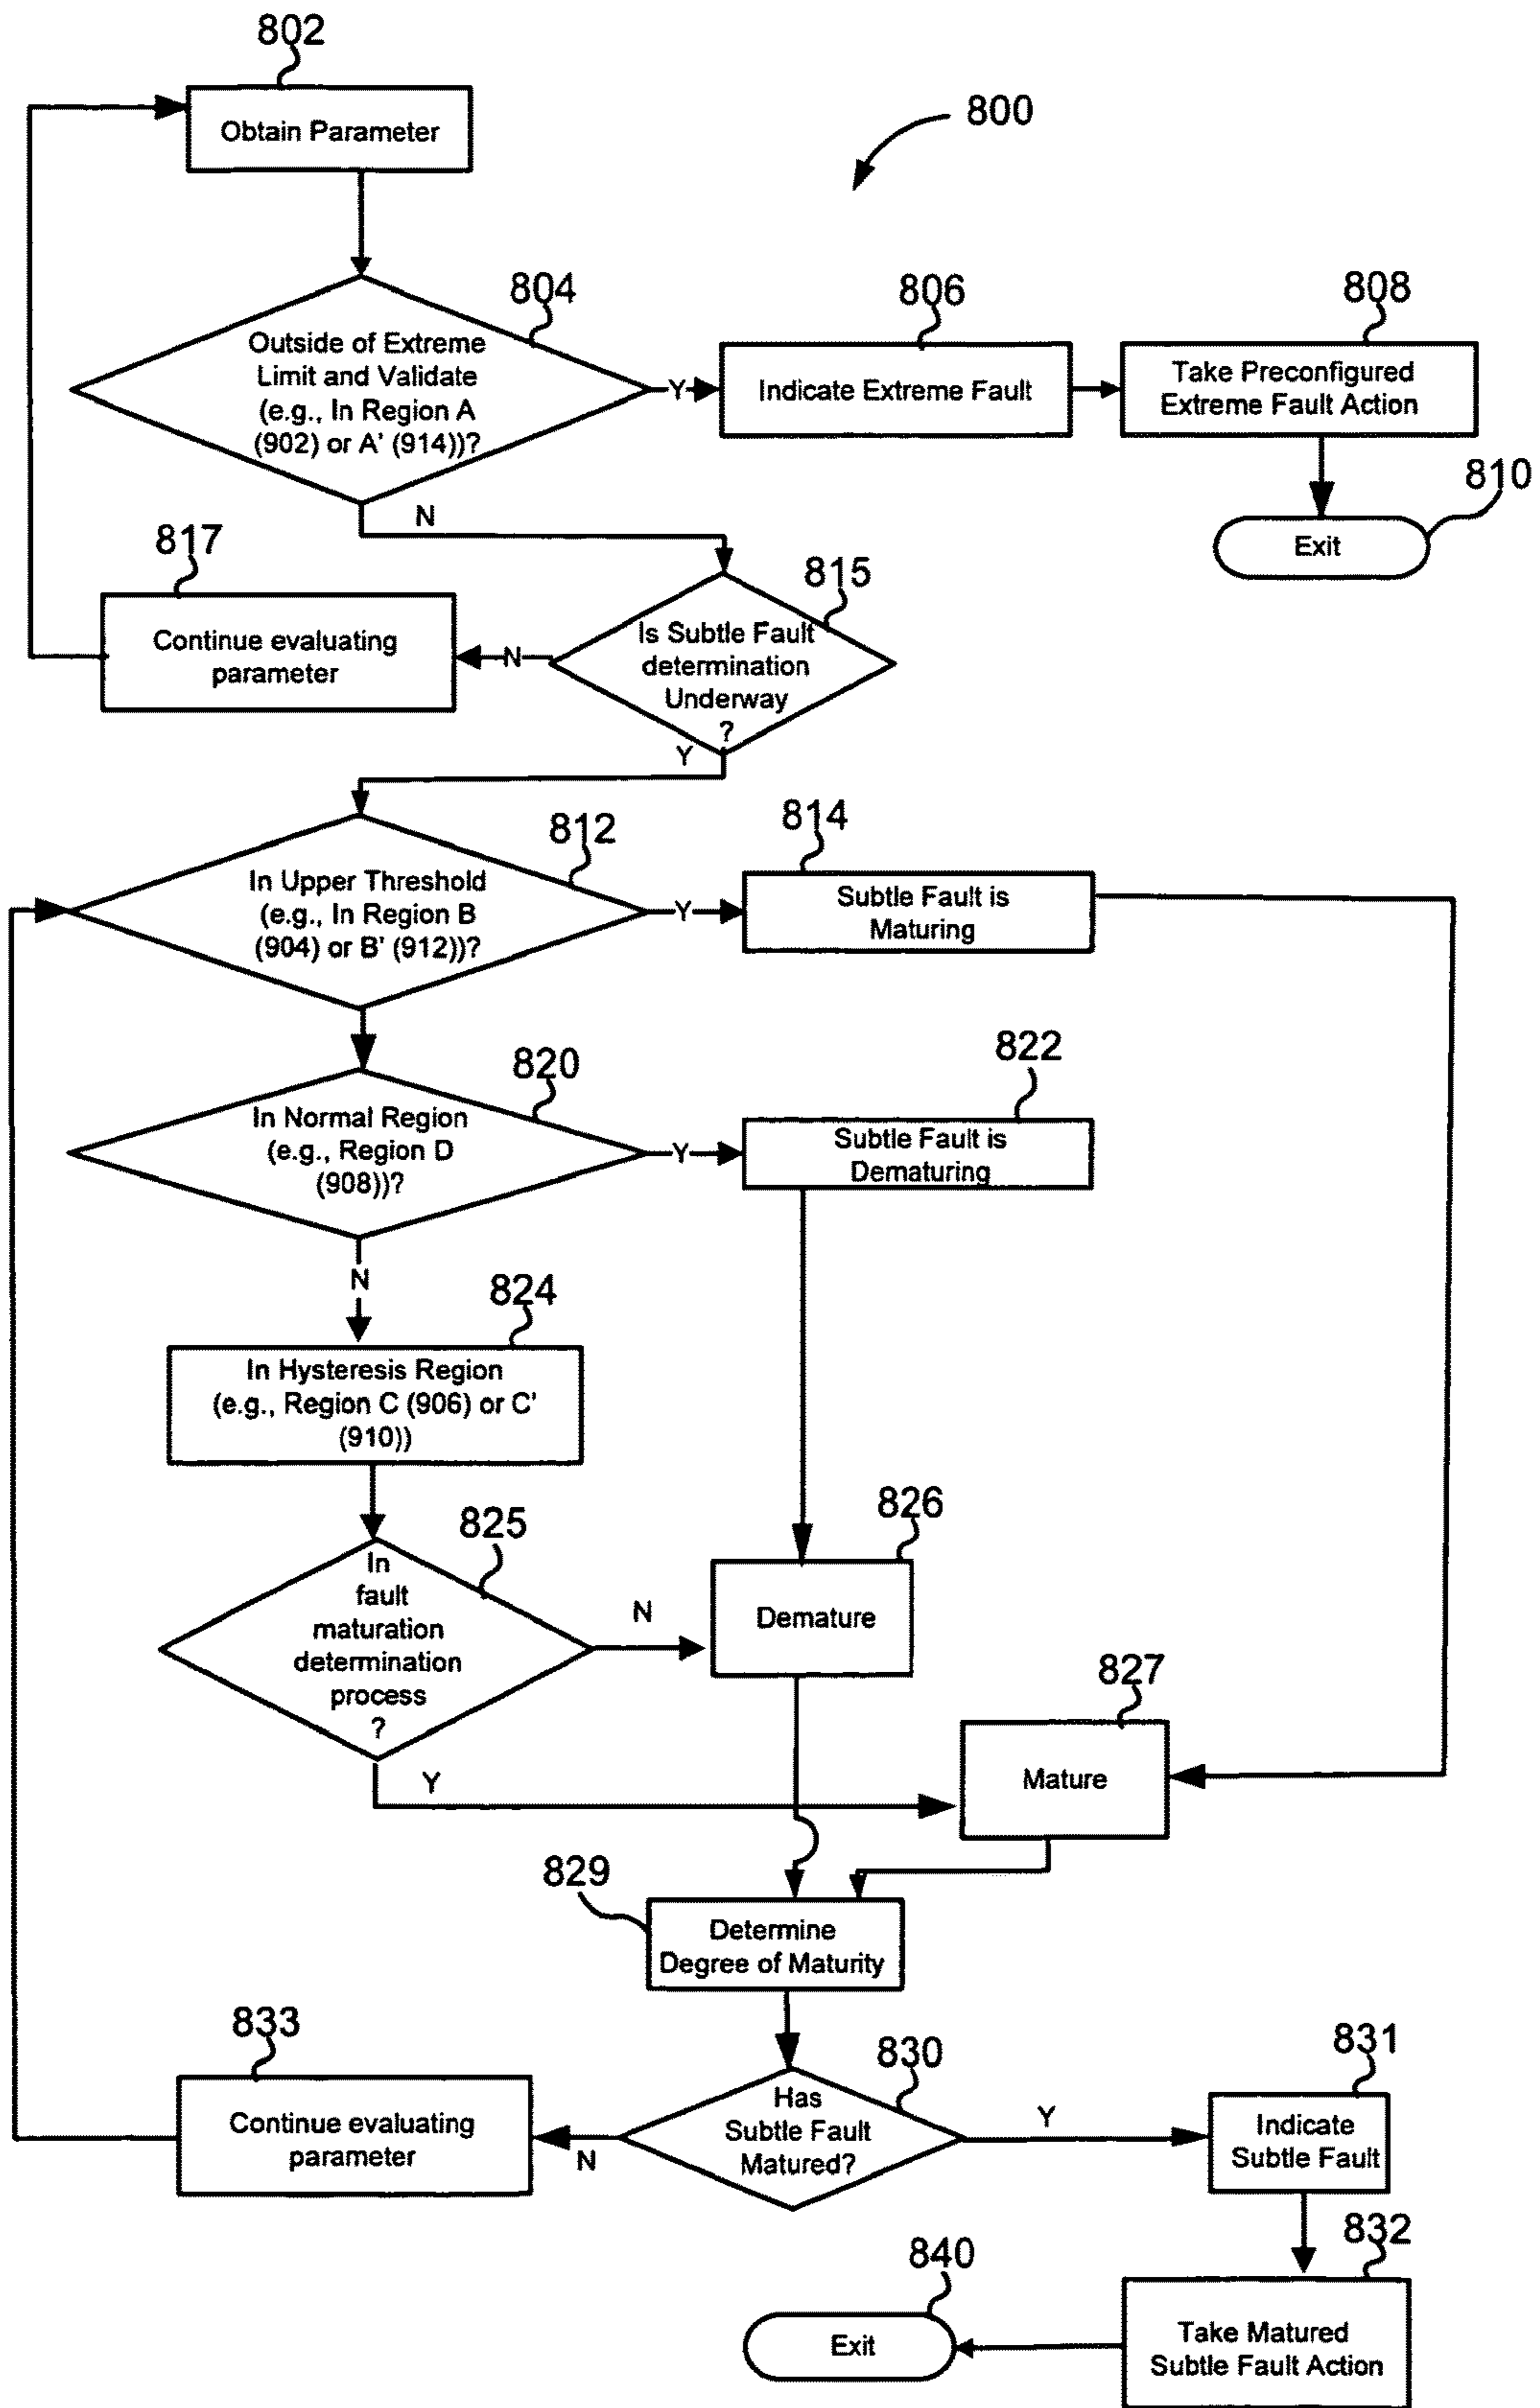 802
Obtain Parameter
800
804
Outside of Extreme
Limit and Validate
(e.g., In Region A
(902) or A' (914))?
Y
806
Indicate Extreme Fault
808
Take Preconfigured
Extreme Fault Action
810
Exit
N
817
Continue evaluating
parameter
N
815
Is Subtle Fault
determination
Underway
?
Y
812
In Upper Threshold
(e.g., In Region B
(904) or B' (912))?
Y
814
Subtle Fault is
Maturing
820
In Normal Region
(e.g., Region D
(908))?
Y
822
Subtle Fault is
Dematuring
N
824
In Hysteresis Region
(e.g., Region C (906) or C'
(910))
825
In
fault
maturation
determination
process
?
N
826
Demature
Y
827
Mature
829
Determine
Degree of Maturity
833
Continue evaluating
parameter
N
830
Has
Subtle Fault
Matured?
Y
831
Indicate
Subtle Fault
832
Take Matured
Subtle Fault Action
840
Exit